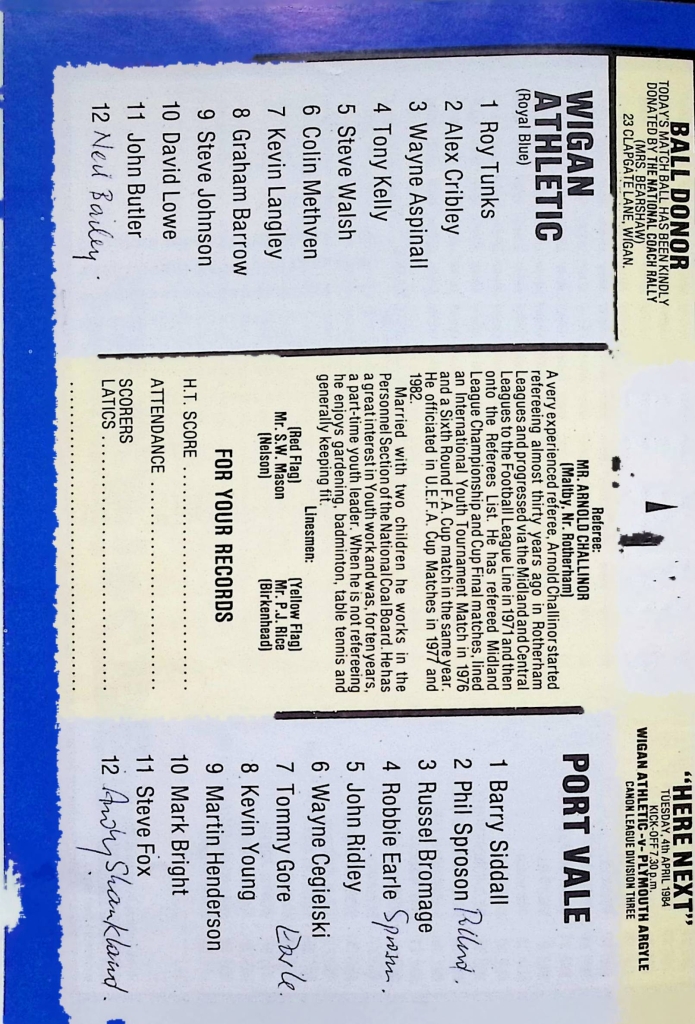 BALL DONOR
TODAY'S MATCH BALL HAS BEEN KINDLY
DONATED BY THE NATIONAL COACH RALLY
(MRS. BEARSHAW)
23 CLAPGATE LANE, WIGAN.
"HERE NEXT"
TUESDAY, 4th APRIL 1984
KICK-OFF 7.30 p.m.
WIGAN ATHLETIC -v- PLYMOUTH ARGYLE
CANON LEAGUE DIVISION THREE
WIGAN
ATHLETIC
(Royal Blue)
1 Roy Tunks
2 Alex Cribley
3 Wayne Aspinall
4 Tony Kelly
5 Steve Walsh
6 Colin Methven
7 Kevin Langley
8 Graham Barrow
9 Steve Johnson
10 David Lowe
11 John Butler
12 Neil Bailey.
Referee:
MR. ARNOLD CHALLINOR
(Maltby, Nr. Rotherham)
A very experienced referee, Arnold Challinor started
refereeing almost thirty years ago in Rotherham
Leagues and progressed via the Midland and Central
Leagues to the Football League Line in 1971 and then
onto the Referees List. He has refereed Midland
League Championship and Cup Final matches, lined
an International Youth Tournament Match in 1976
and a Sixth Round F.A. Cup match in the same year.
He officiated in U.E.F.A. Cup Matches in 1977 and
1982.
Married with two children he works in the
Personnel Section of the National Coal Board. He has
a great interest in Youth work and was, for ten years,
a part-time youth leader. When he is not refereeing
he enjoys gardening, badminton, table tennis and
generally keeping fit.
Linesmen:
(Red Flag) (Yellow Flag)
Mr. S.W. Mason Mr. P.J. Rice
(Nelson) (Birkenhead)
FOR YOUR RECORDS
H.T. SCORE
ATTENDANCE
SCORERS
LATICS
PORT VALE
1 Barry Siddall
2 Phil Sproson Pollard.
3 Russel Bromage
4 Robbie Earle Sproson.
5 John Ridley
6 Wayne Cegielski
7 Tommy Gore Earle.
8 Kevin Young
9 Martin Henderson
10 Mark Bright
11 Steve Fox
12 Andy Shankland.